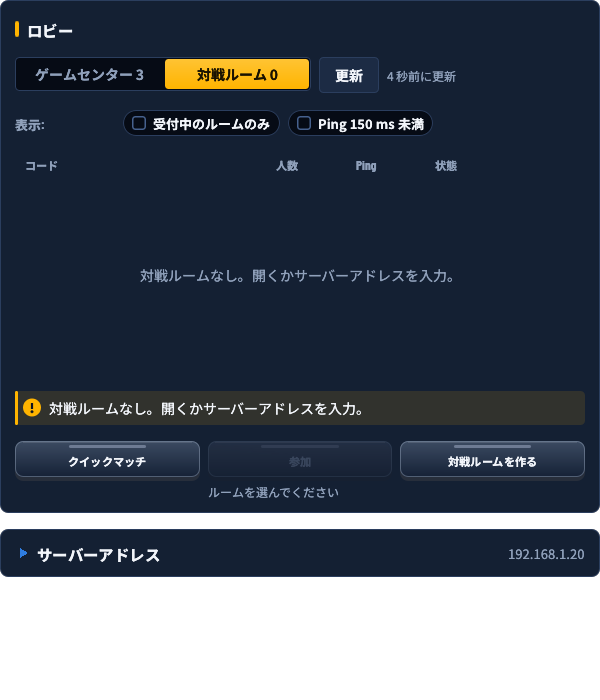 ロビー
ゲームセンター 3 対戦ルーム 0 更新 4 秒前に更新
表示: 受付中のルームのみ Ping 150 ms 未満
コード 人数 Ping 状態
対戦ルームなし。開くかサーバーアドレスを入力。
対戦ルームなし。開くかサーバーアドレスを入力。
クイックマッチ 参加 対戦ルームを作る
ルームを選んでください
サーバーアドレス 192.168.1.20